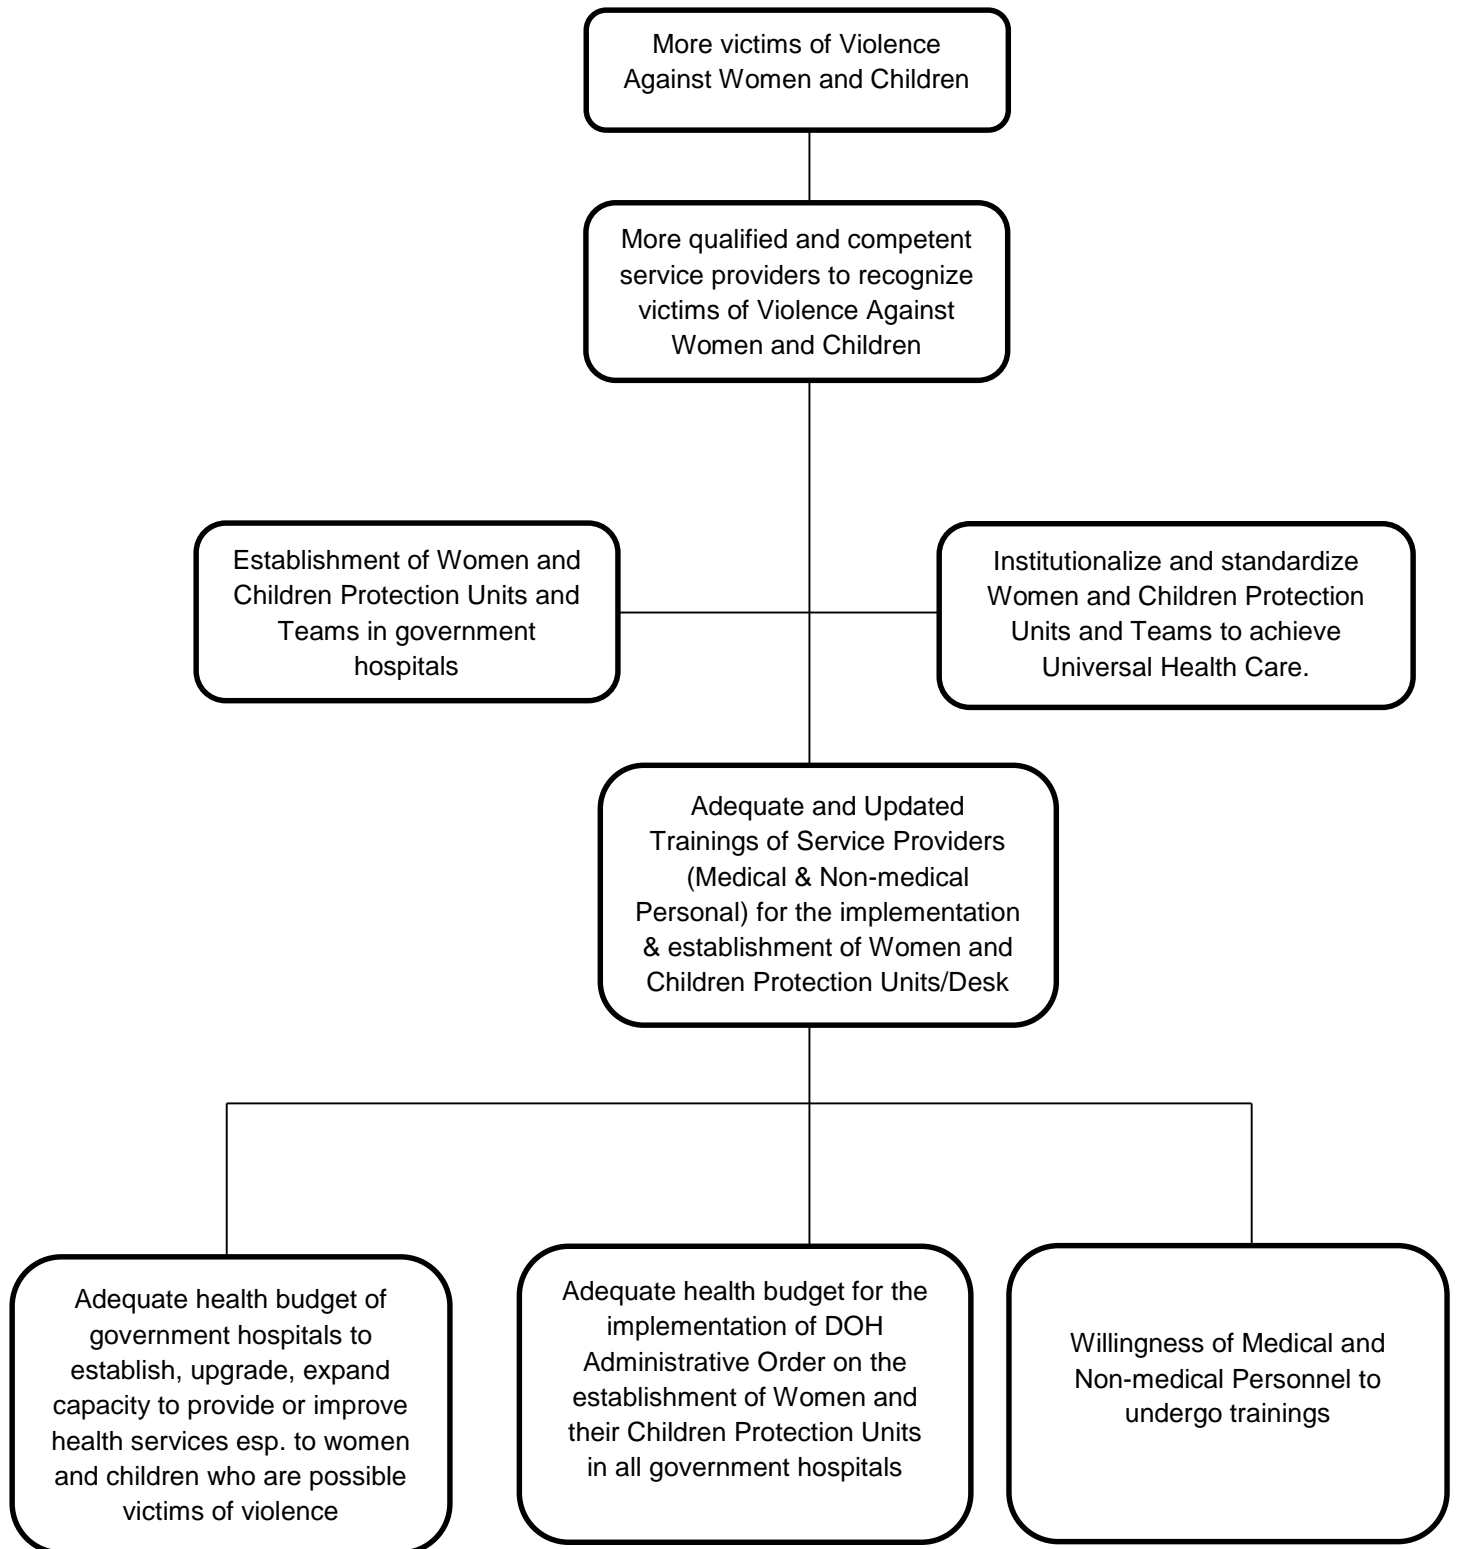 More victims of Violence
Against Women and Children
More qualified and competent
service providers to recognize
victims of Violence Against
Women and Children
Establishment of Women and
Children Protection Units and
Teams in government
hospitals
Institutionalize and standardize
Women and Children Protection
Units and Teams to achieve
Universal Health Care.
Adequate and Updated
Trainings of Service Providers
(Medical & Non-medical
Personal) for the implementation
& establishment of Women and
Children Protection Units/Desk
Adequate health budget of
government hospitals to
establish, upgrade, expand
capacity to provide or improve
health services esp. to women
and children who are possible
victims of violence
Adequate health budget for the
implementation of DOH
Administrative Order on the
establishment of Women and
their Children Protection Units
in all government hospitals
Willingness of Medical and
Non-medical Personnel to
undergo trainings